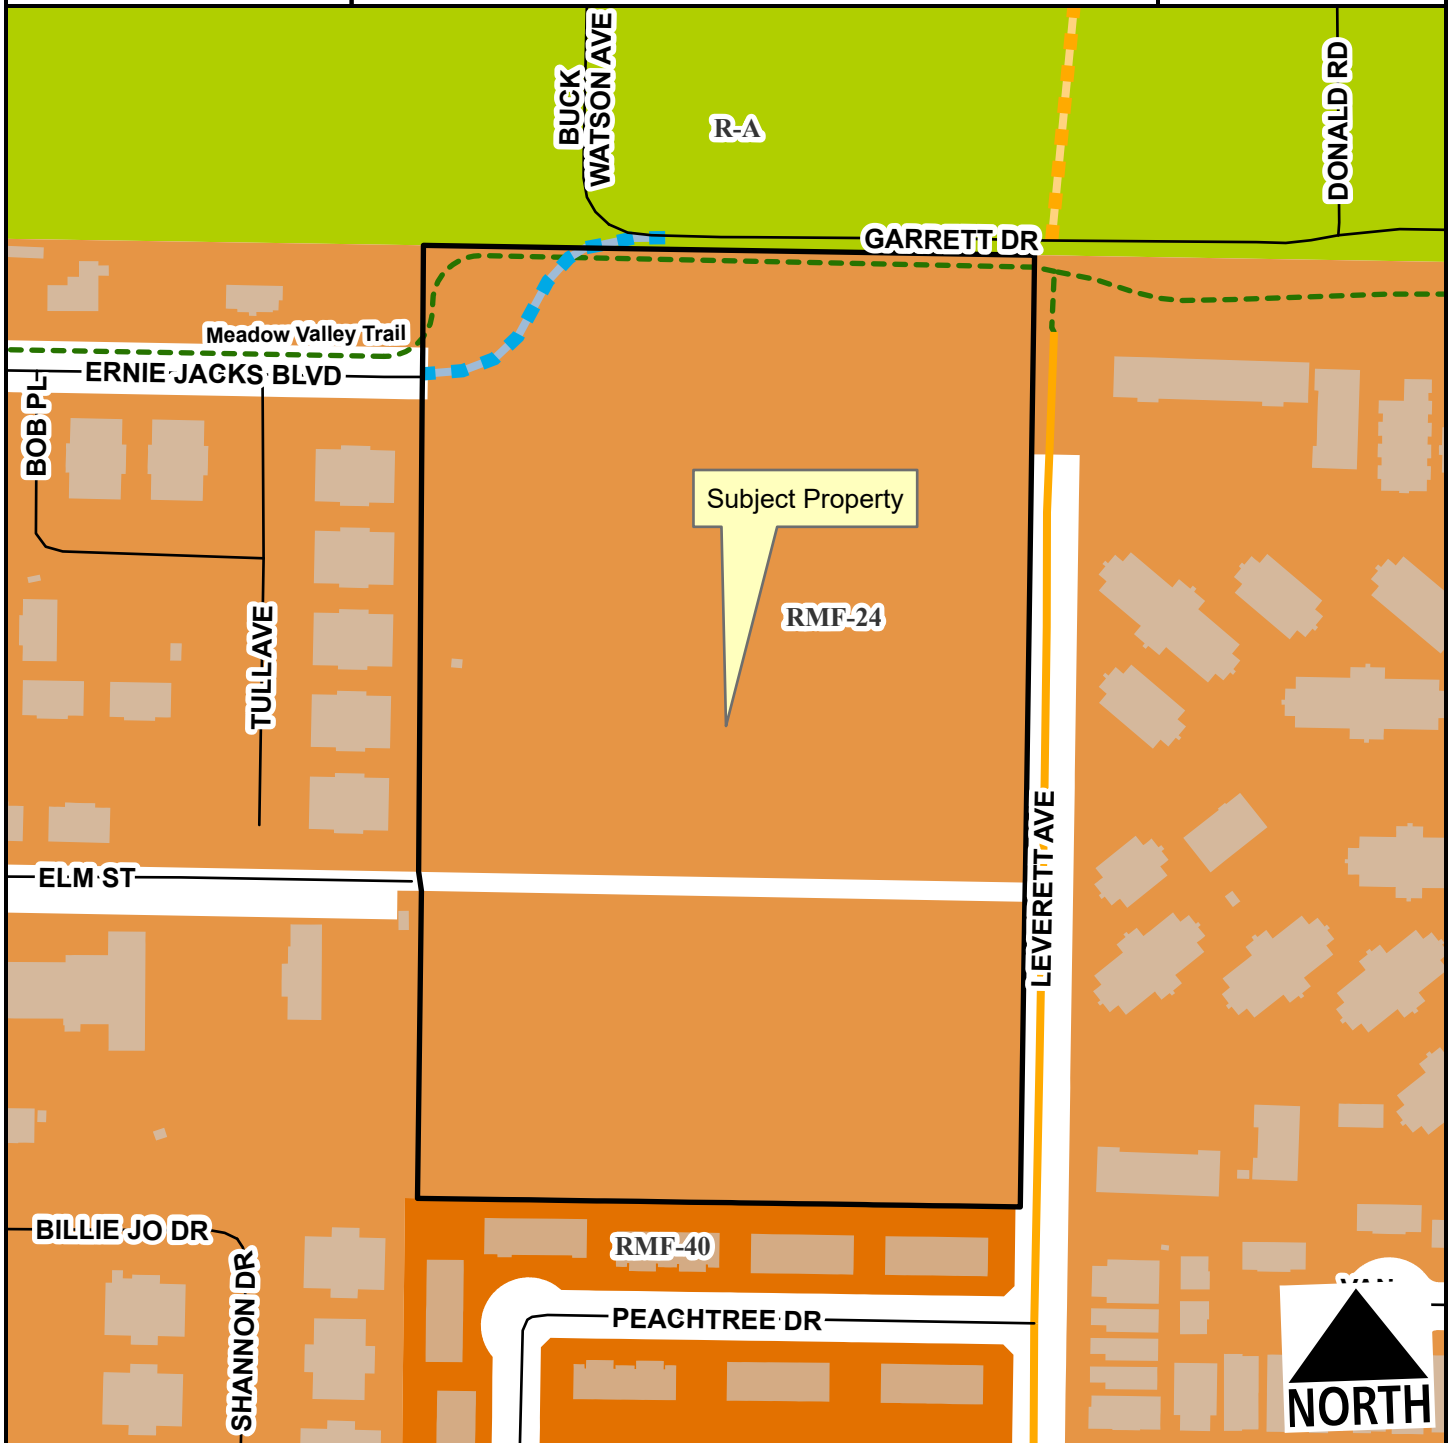 BUCK
WATSON AVE
DONALD RD
R-A
GARRETT DR
Meadow Valley Trail
ERNIE JACKS BLVD
BOB PL
Subject Property
RMF-24
TULL AVE
LEVERETT AVE
ELM ST
BILLIE JO DR
SHANNON DR
RMF-40
PEACHTREE DR
VAN
NORTH